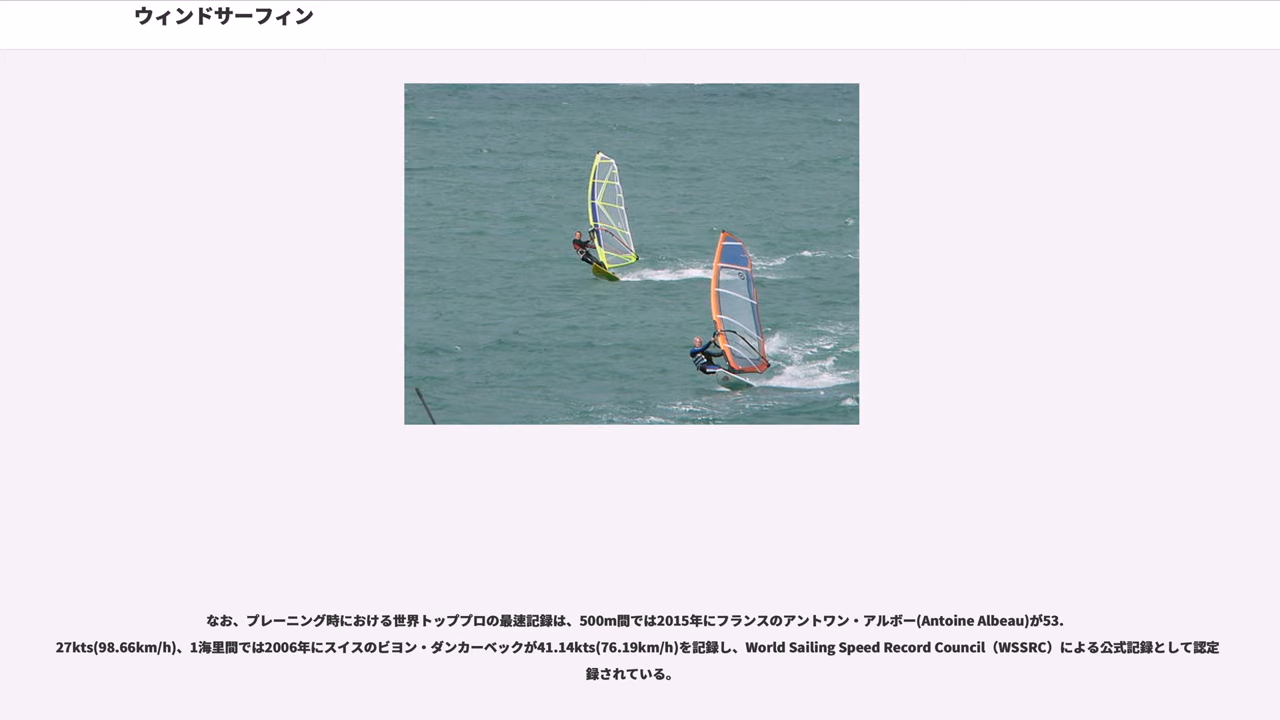 ウィンドサーフィン
なお、プレーニング時における世界トッププロの最速記録は、500m間では2015年にフランスのアントワン・アルボー(Antoine Albeau)が53.
27kts(98.66km/h)、1海里間では2006年にスイスのビヨン・ダンカーベックが41.14kts(76.19km/h)を記録し、World Sailing Speed Record Council（WSSRC）による公式記録として認定
録されている。